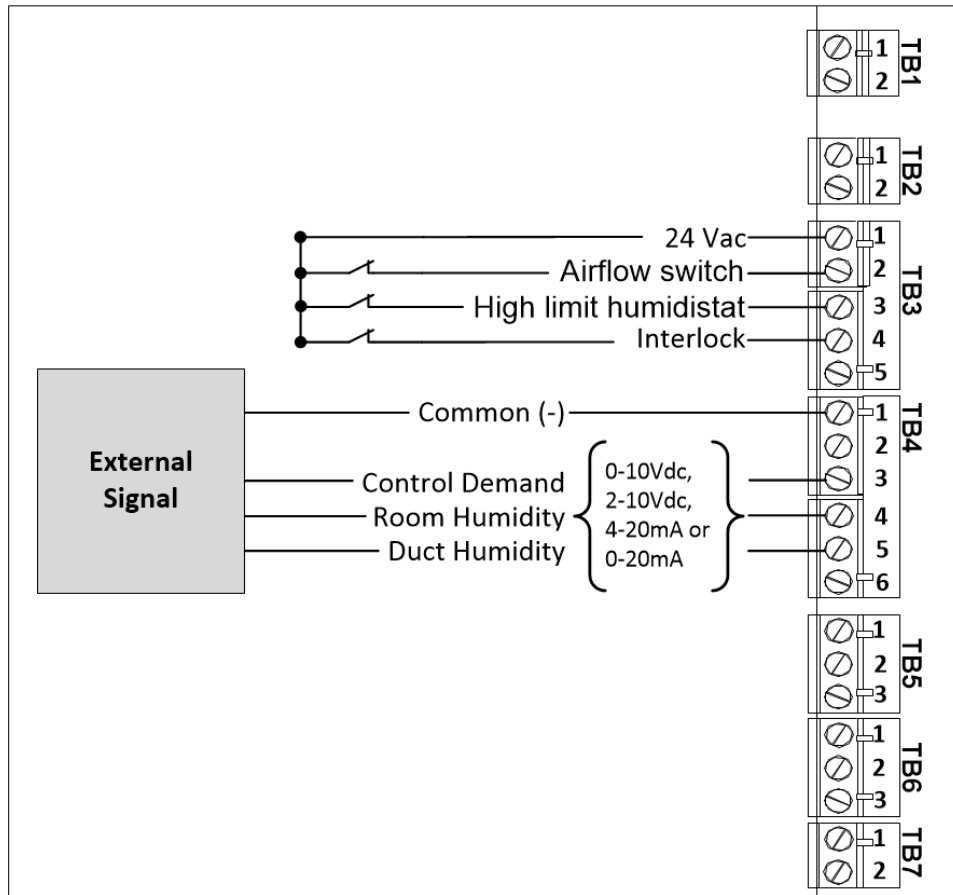 1
TB1
2
1
TB2
2
24 Vac
1
Airflow switch
2
TB3
High limit humidistat
3
Interlock
4
5
Common (-)
1
TB4
2
External
Signal
Control Demand
Room Humidity
Duct Humidity
0-10Vdc,
2-10Vdc,
4-20mA or
0-20mA
3
4
5
6
1
TB5
2
3
1
TB6
2
3
1
TB7
2